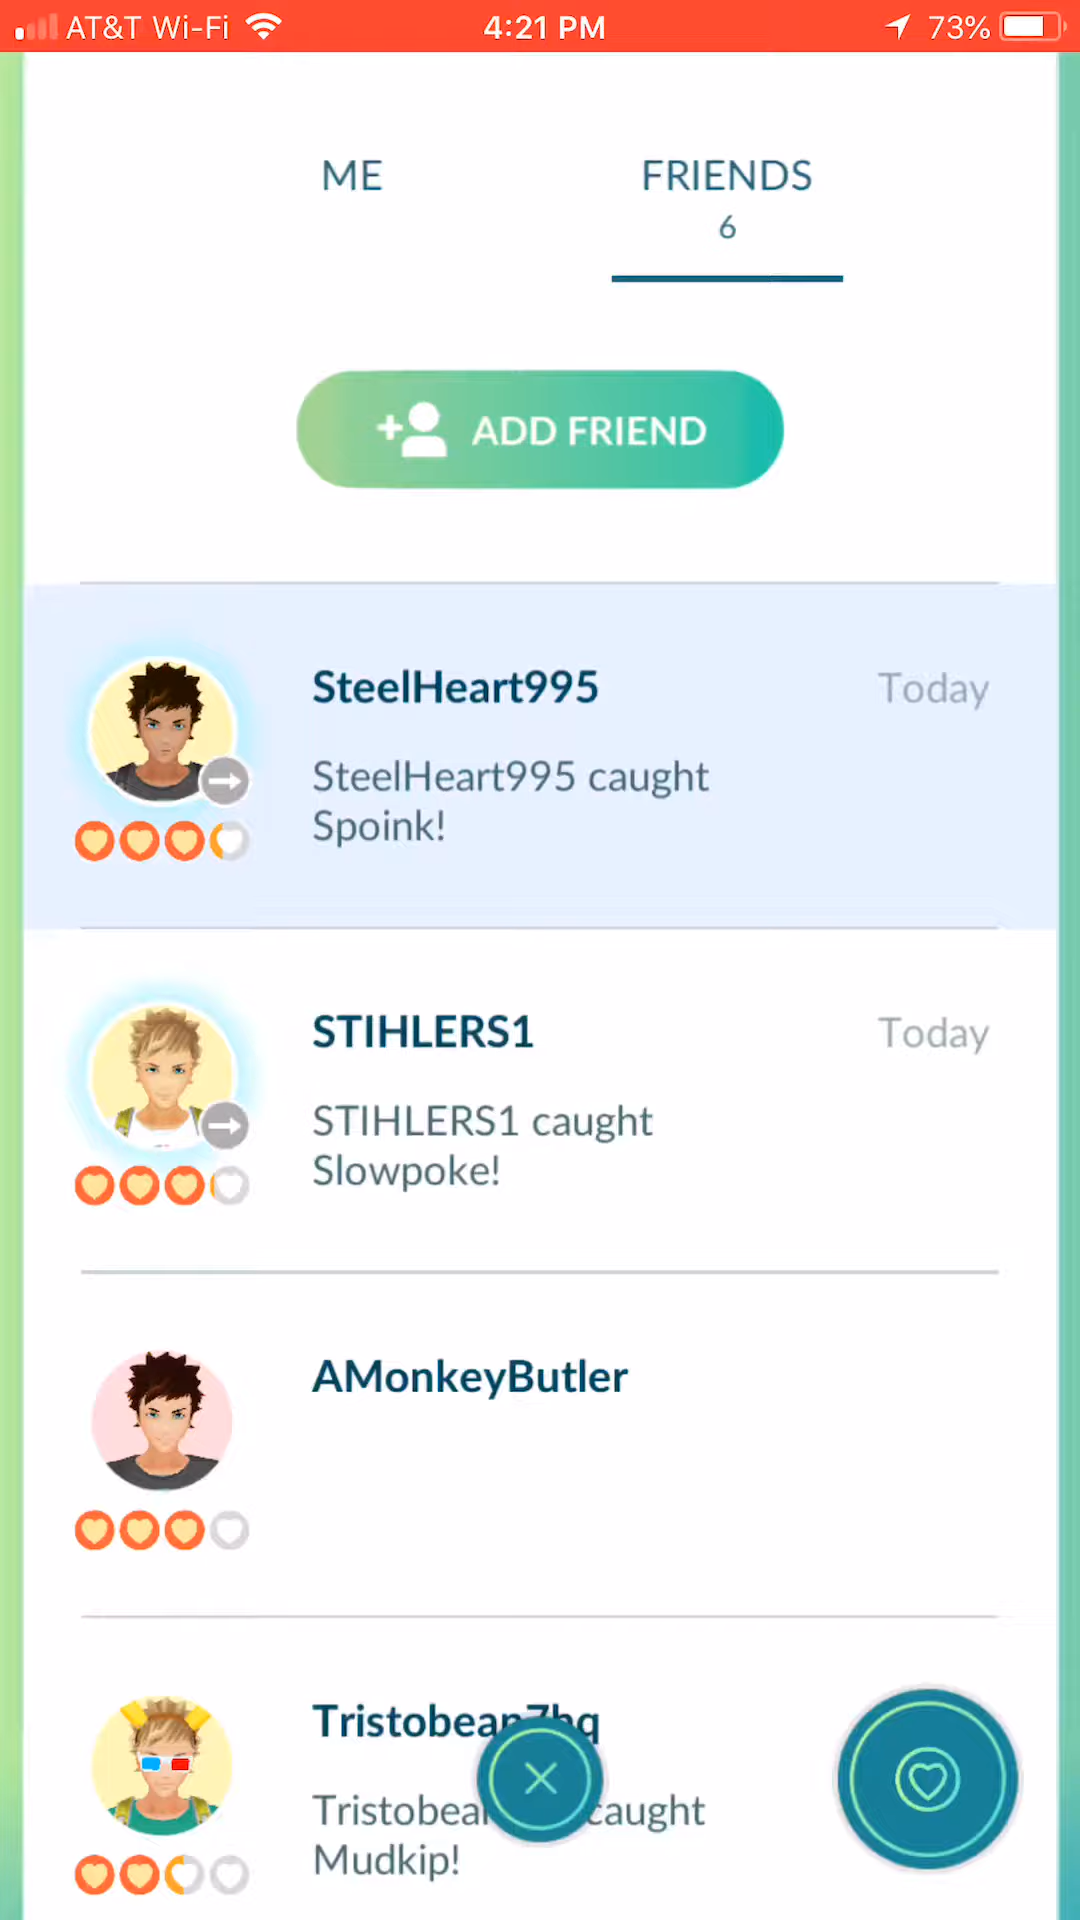 AT&T Wi-Fi 4:21 PM 73%
ME FRIENDS
6
ADD FRIEND
SteelHeart995 Today
SteelHeart995 caught
Spoink!
STIHLERS1 Today
STIHLERS1 caught
Slowpoke!
AMonkeyButler
caught
Mudkip!